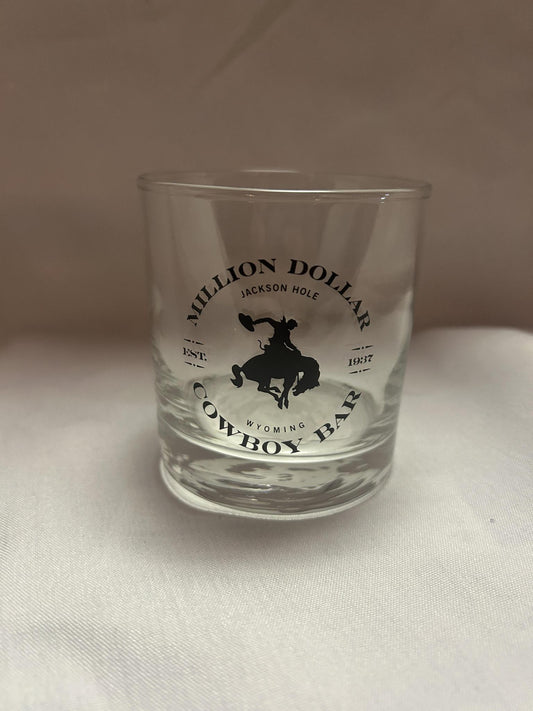 MILLION DOLLAR
JACKSON HOLE
EST.
1937
WYOMING
COWBOY BAR